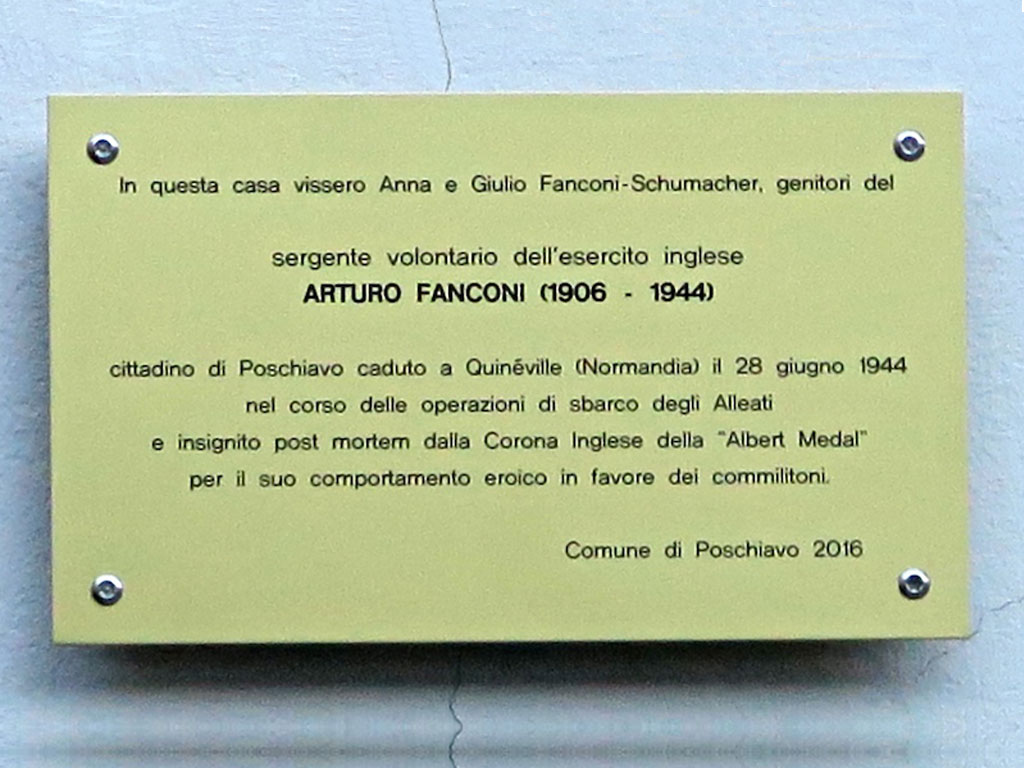 In questa casa vissero Anna e Giulio Fanconi-Schumacher, genitori del
sergente volontario dell'esercito inglese
ARTURO FANCONI (1906 - 1944)
cittadino di Poschiavo caduto a Quinéville (Normandia) il 28 giugno 1944
nel corso delle operazioni di sbarco degli Alleati
e insignito post mortem dalla Corona Inglese della "Albert Medal"
per il suo comportamento eroico in favore dei commilitoni.
Comune di Poschiavo 2016